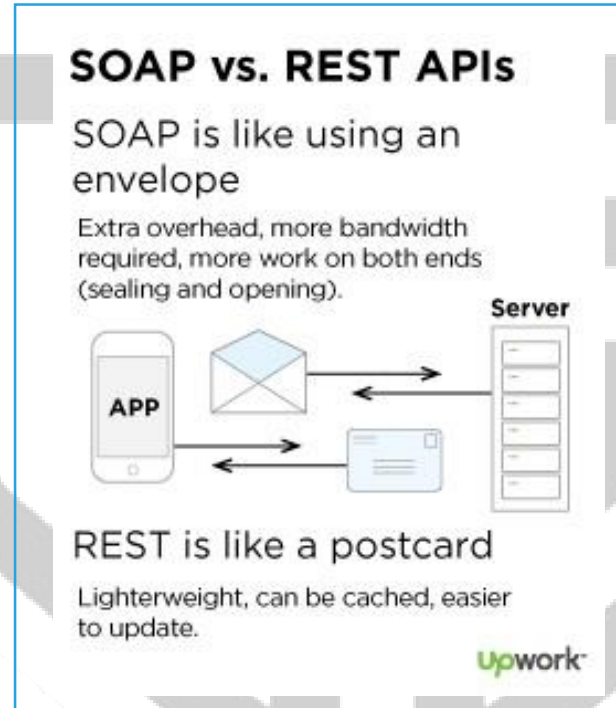 SOAP vs. REST APIs
SOAP is like using an
envelope
Extra overhead, more bandwidth
required, more work on both ends
(sealing and opening).
Server
APP
REST is like a postcard
Lighterweight, can be cached, easier
to update.
Upwork